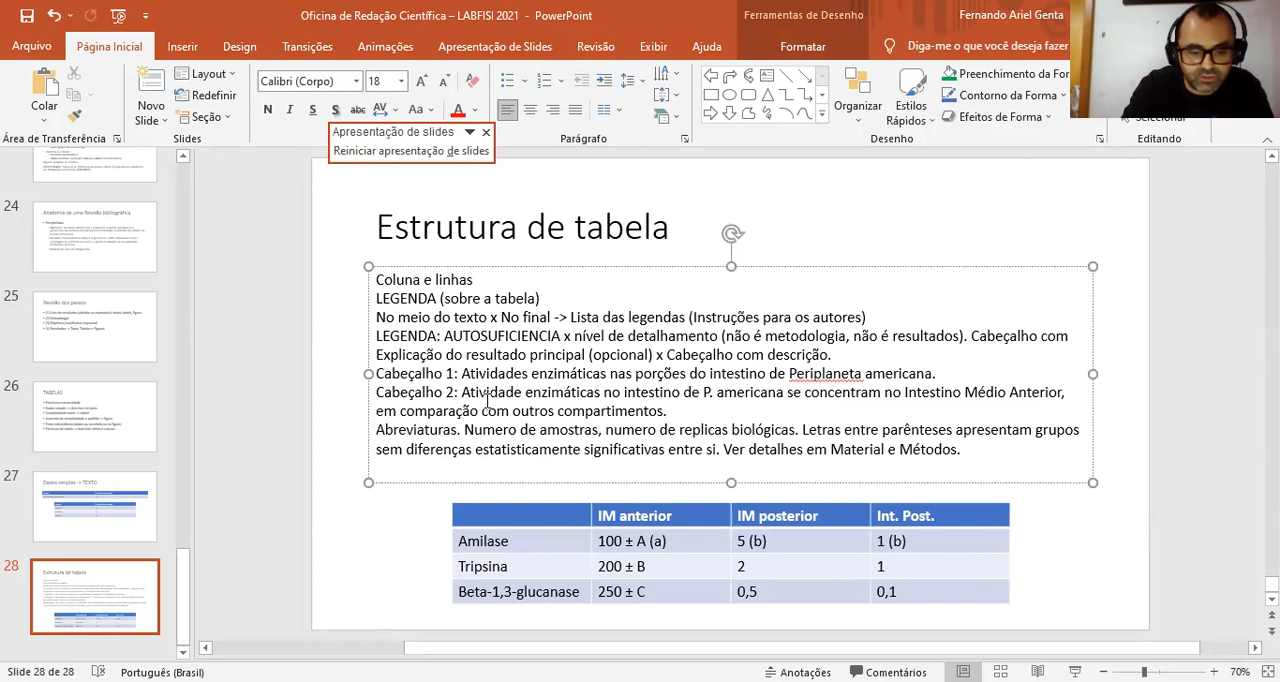 Oficina de Redação Científica – LABFISI 2021 - PowerPoint
Ferramentas de Desenho
Fernando Ariel Genta
Arquivo
Página Inicial
Inserir
Design
Transições
Animações
Apresentação de Slides
Revisão
Exibir
Ajuda
Formatar
Diga-me o que você deseja fazer
Colar
Novo Slide
Layout
Redefinir
Seção
Calibri (Corpo)
18
N I S S abc AV Aa A
Organizar
Estilos Rápidos
Preenchimento da For
Contorno da Forma
Efeitos de Forma
Selecionar
Área de Transferência
Slides
Parágrafo
Desenho
Editando
Apresentação de slides
Reiniciar apresentação de slides
24
Anatomia de uma Revisão bibliográfica
25
Revisão dos passos
26
TABELAS
27
Dados simples -> TEXTO
28
Estrutura de tabela
Estrutura de tabela
Coluna e linhas
LEGENDA (sobre a tabela)
No meio do texto x No final -> Lista das legendas (Instruções para os autores)
LEGENDA: AUTOSUFICIENCIA x nível de detalhamento (não é metodologia, não é resultados). Cabeçalho com
Explicação do resultado principal (opcional) x Cabeçalho com descrição.
Cabeçalho 1: Atividades enzimáticas nas porções do intestino de Periplaneta americana.
Cabeçalho 2: Atividade enzimáticas no intestino de P. americana se concentram no Intestino Médio Anterior,
em comparação com outros compartimentos.
Abreviaturas. Numero de amostras, numero de replicas biológicas. Letras entre parênteses apresentam grupos
sem diferenças estatisticamente significativas entre si. Ver detalhes em Material e Métodos.
IM anterior IM posterior Int. Post.
Amilase 100 ± A (a) 5 (b) 1 (b)
Tripsina 200 ± B 2 1
Beta-1,3-glucanase 250 ± C 0,5 0,1
Slide 28 de 28
Português (Brasil)
Anotações
Comentários
70%